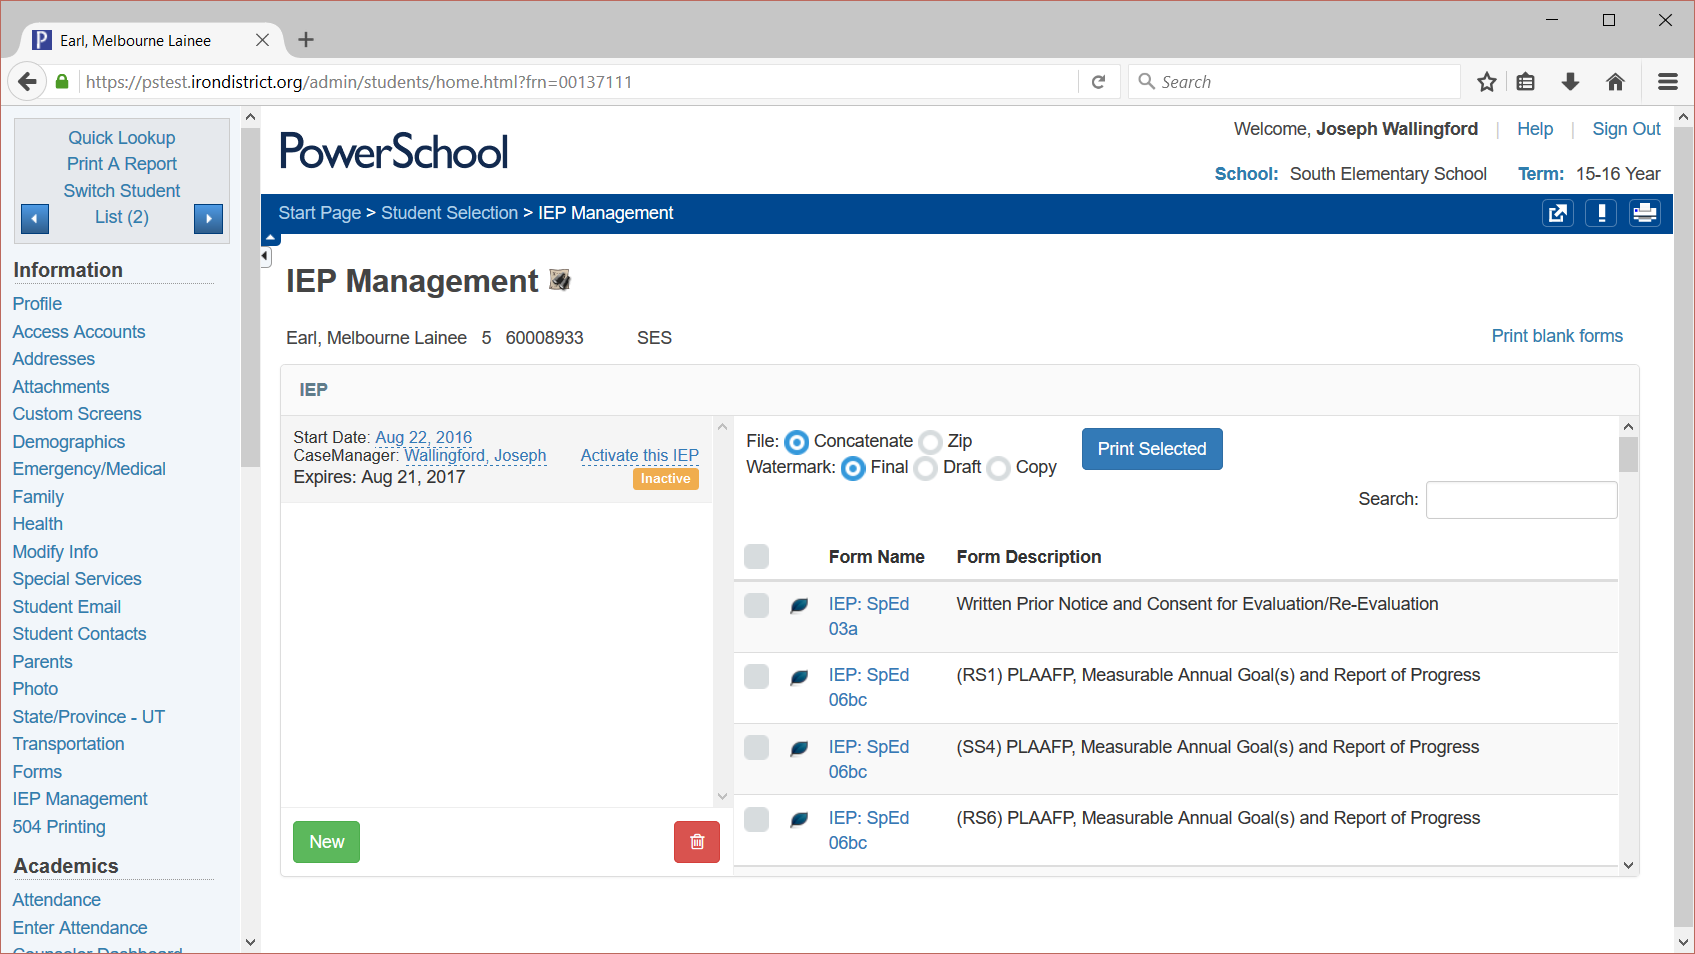 Earl, Melbourne Lainee
https://pstest.irondistrict.org/admin/students/home.html?frn=00137111
Search
Quick Lookup
Print A Report
Switch Student
List (2)
Information
Profile
Access Accounts
Addresses
Attachments
Custom Screens
Demographics
Emergency/Medical
Family
Health
Modify Info
Special Services
Student Email
Student Contacts
Parents
Photo
State/Province - UT
Transportation
Forms
IEP Management
504 Printing
Academics
Attendance
Enter Attendance
Counselor Dashboard
PowerSchool
Welcome, Joseph Wallingford | Help | Sign Out
School: South Elementary School Term: 15-16 Year
Start Page > Student Selection > IEP Management
IEP Management
Earl, Melbourne Lainee 5 60008933 SES
Print blank forms
IEP
Start Date: Aug 22, 2016
CaseManager: Wallingford, Joseph Activate this IEP
Expires: Aug 21, 2017 Inactive
New
File: Concatenate Zip
Watermark: Final Draft Copy
Print Selected
Search:
Form Name Form Description
IEP: SpEd Written Prior Notice and Consent for Evaluation/Re-Evaluation
03a
IEP: SpEd (RS1) PLAAFP, Measurable Annual Goal(s) and Report of Progress
06bc
IEP: SpEd (SS4) PLAAFP, Measurable Annual Goal(s) and Report of Progress
06bc
IEP: SpEd (RS6) PLAAFP, Measurable Annual Goal(s) and Report of Progress
06bc